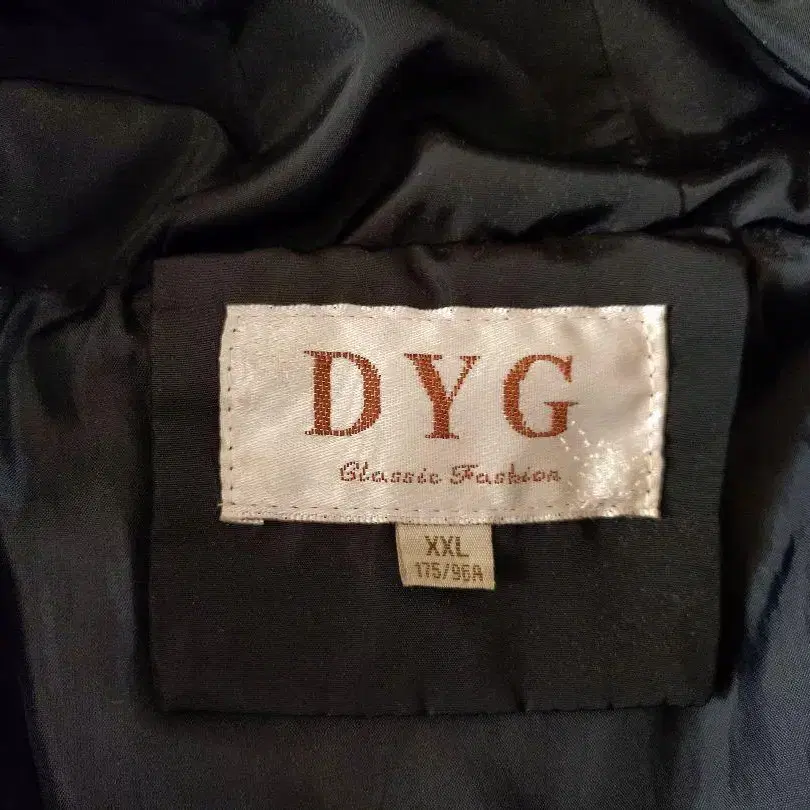 DYG
Classic Fashion
XXL
175/96A